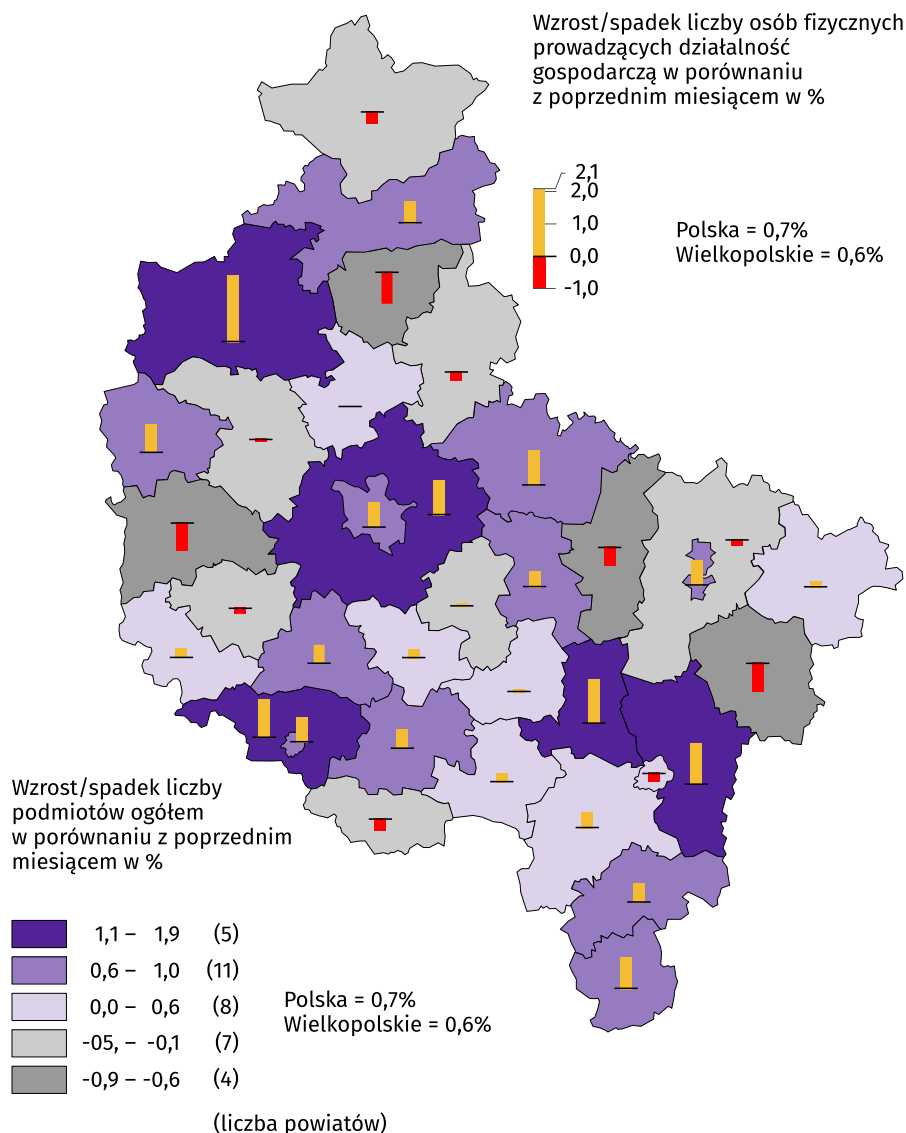 Wzrost/spadek liczby osób fizycznych
prowadzących działalność
gospodarczą w porównaniu
z poprzednim miesiącem w %
2,1
2,0
1,0
0,0
-1,0
Polska = 0,7%
Wielkopolskie = 0,6%
Wzrost/spadek liczby
podmiotów ogółem
w porównaniu z poprzednim
miesiącem w %
1,1 – 1,9 (5)
0,6 – 1,0 (11)
0,0 – 0,6 (8)
-05, – -0,1 (7)
-0,9 – -0,6 (4)
Polska = 0,7%
Wielkopolskie = 0,6%
(liczba powiatów)